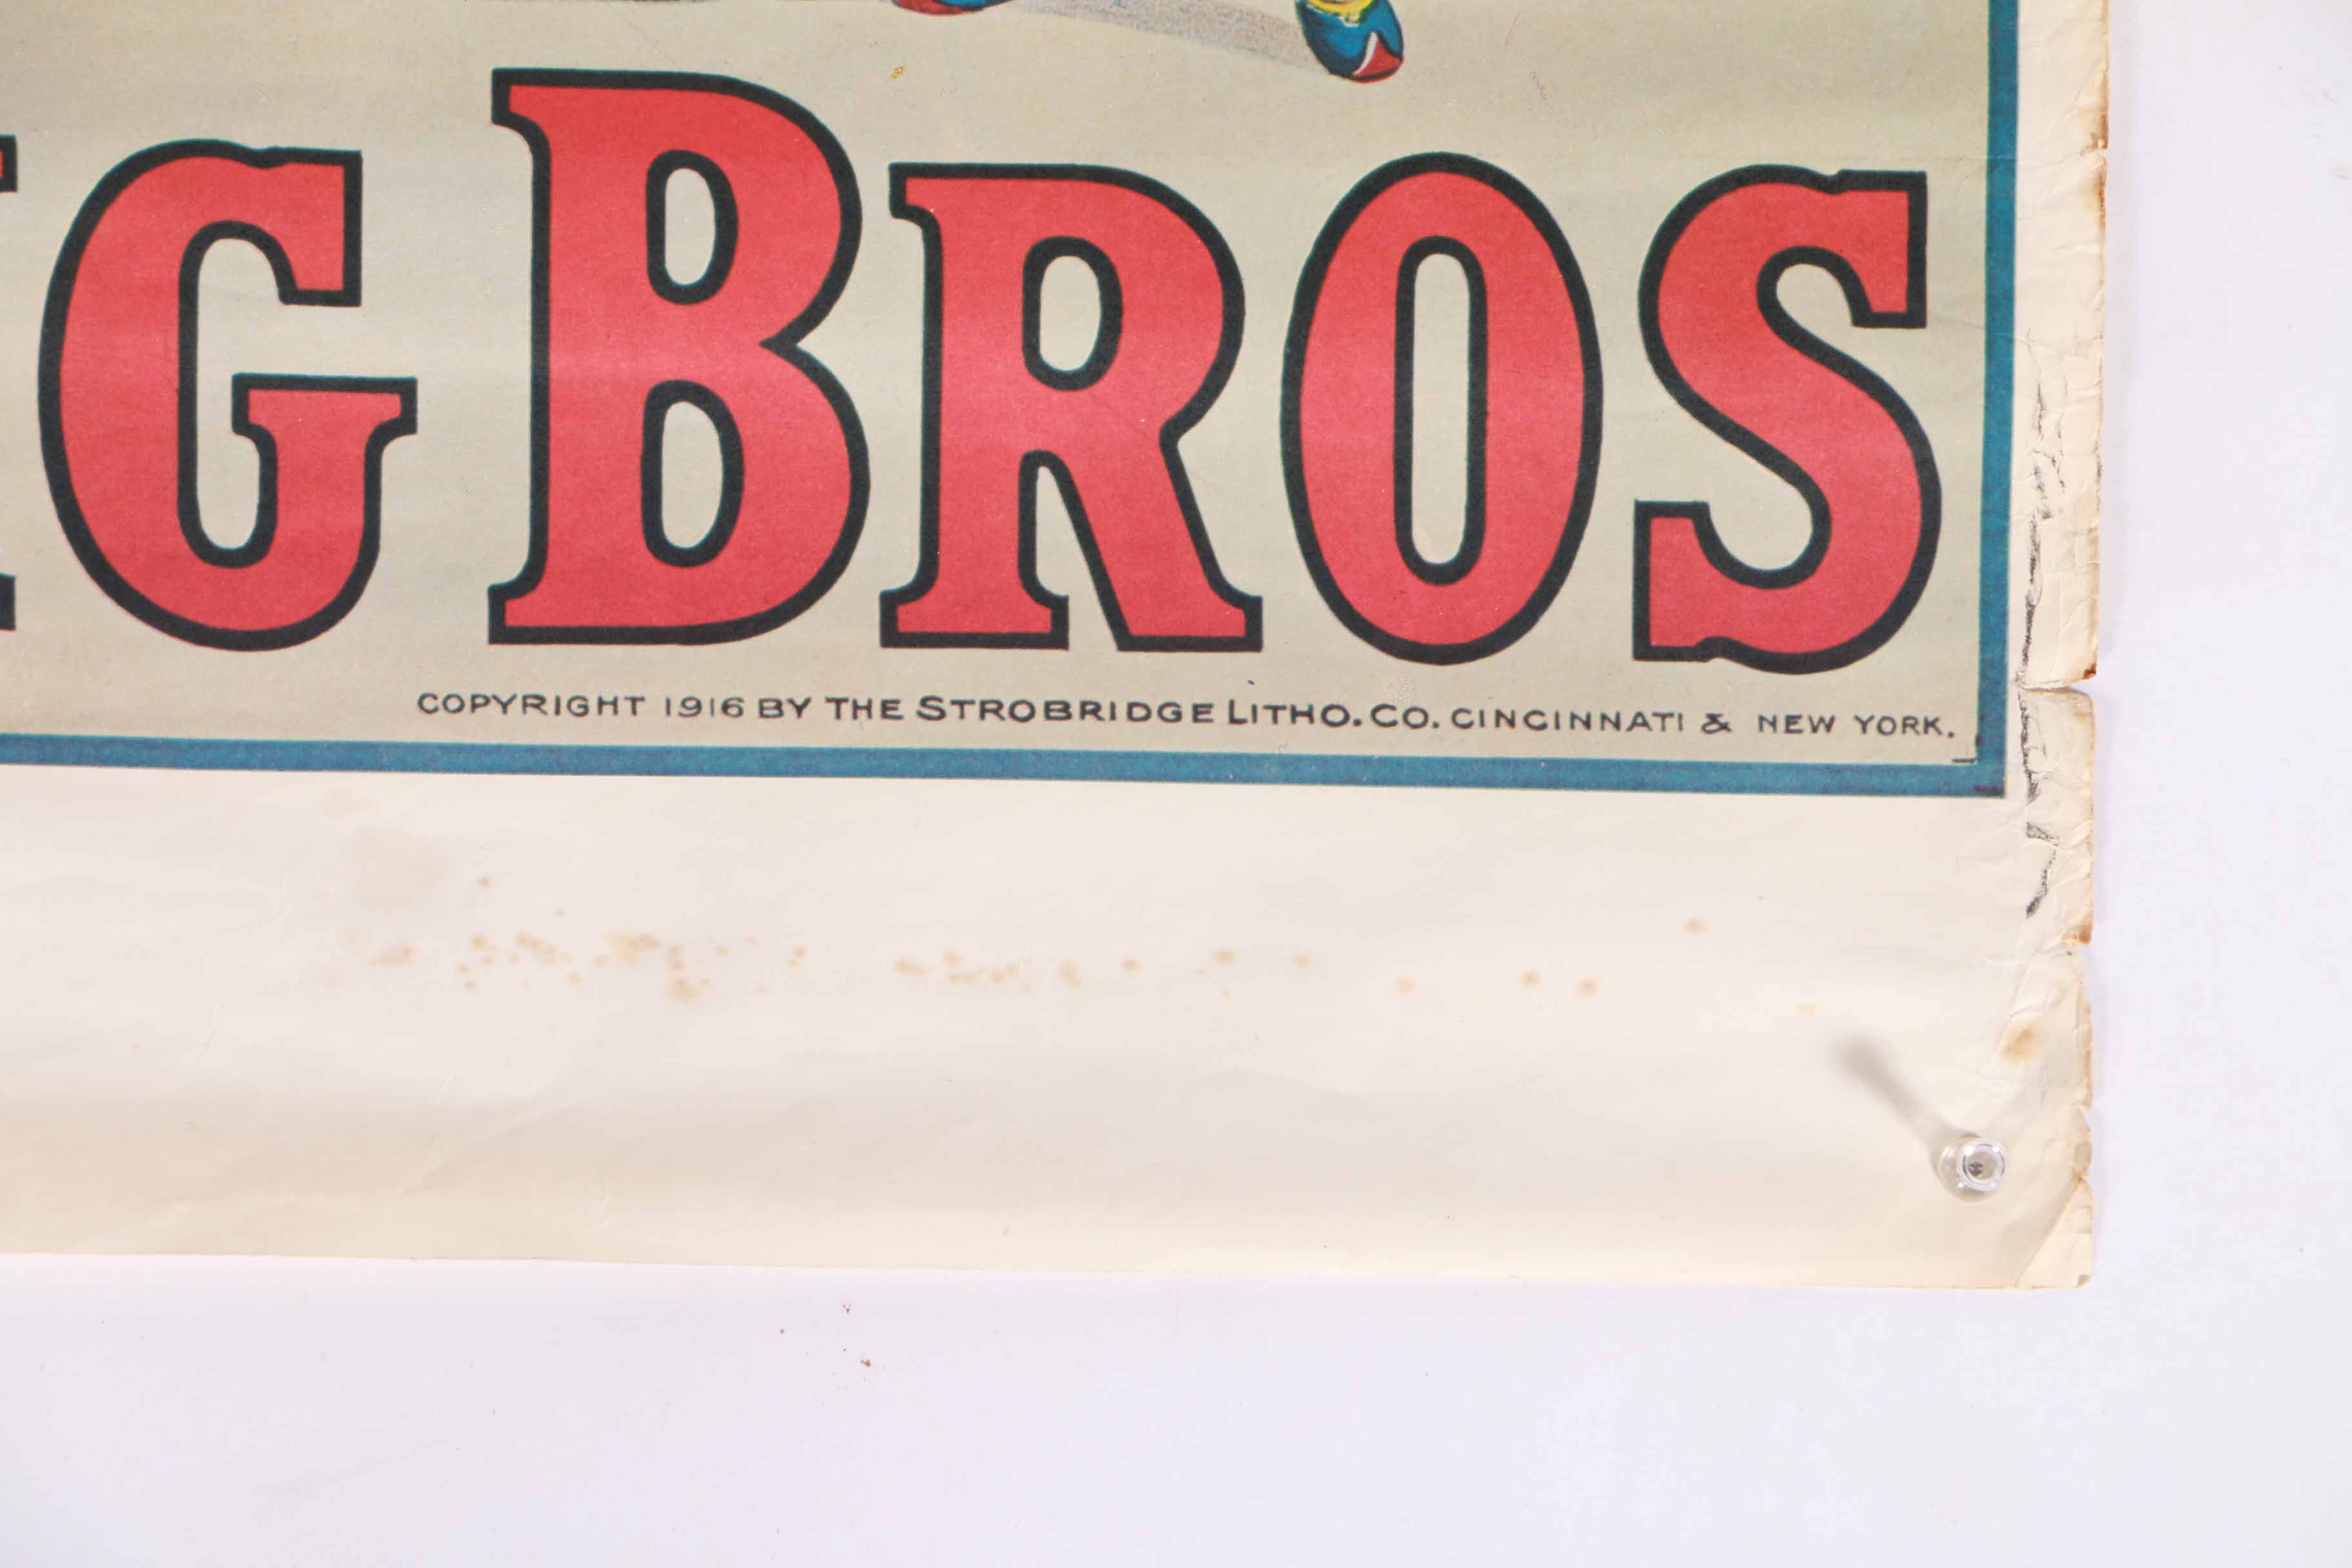 G BROS
COPYRIGHT 1916 BY THE STROBRIDGE LITHO. CO. CINCINNATI & NEW YORK.